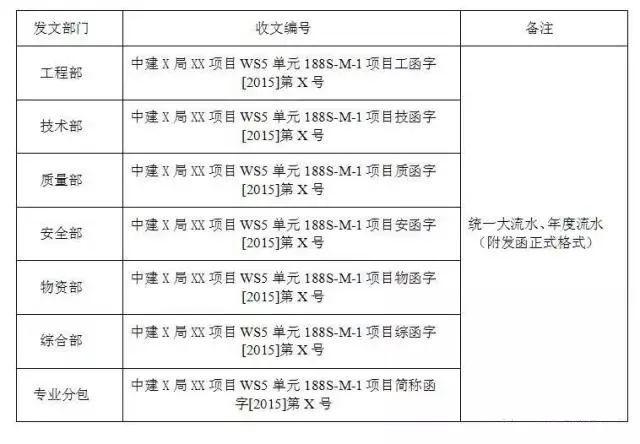 发文部门 收文编号 备注
工程部 中建 X 局 XX 项目 WS5 单元 188S-M-1 项目工函字
[2015]第 X 号
技术部 中建 X 局 XX 项目 WS5 单元 188S-M-1 项目技函字
[2015]第 X 号
质量部 中建 X 局 XX 项目 WS5 单元 188S-M-1 项目质函字
[2015]第 X 号
安全部 中建 X 局 XX 项目 WS5 单元 188S-M-1 项目安函字
[2015]第 X 号
统一大流水、年度流水
（附发函正式格式）
物资部 中建 X 局 XX 项目 WS5 单元 188S-M-1 项目物函字
[2015]第 X 号
综合部 中建 X 局 XX 项目 WS5 单元 188S-M-1 项目综函字
[2015]第 X 号
专业分包 中建 X 局 XX 项目 WS5 单元 188S-M-1 项目简称函
字[2015]第 X 号